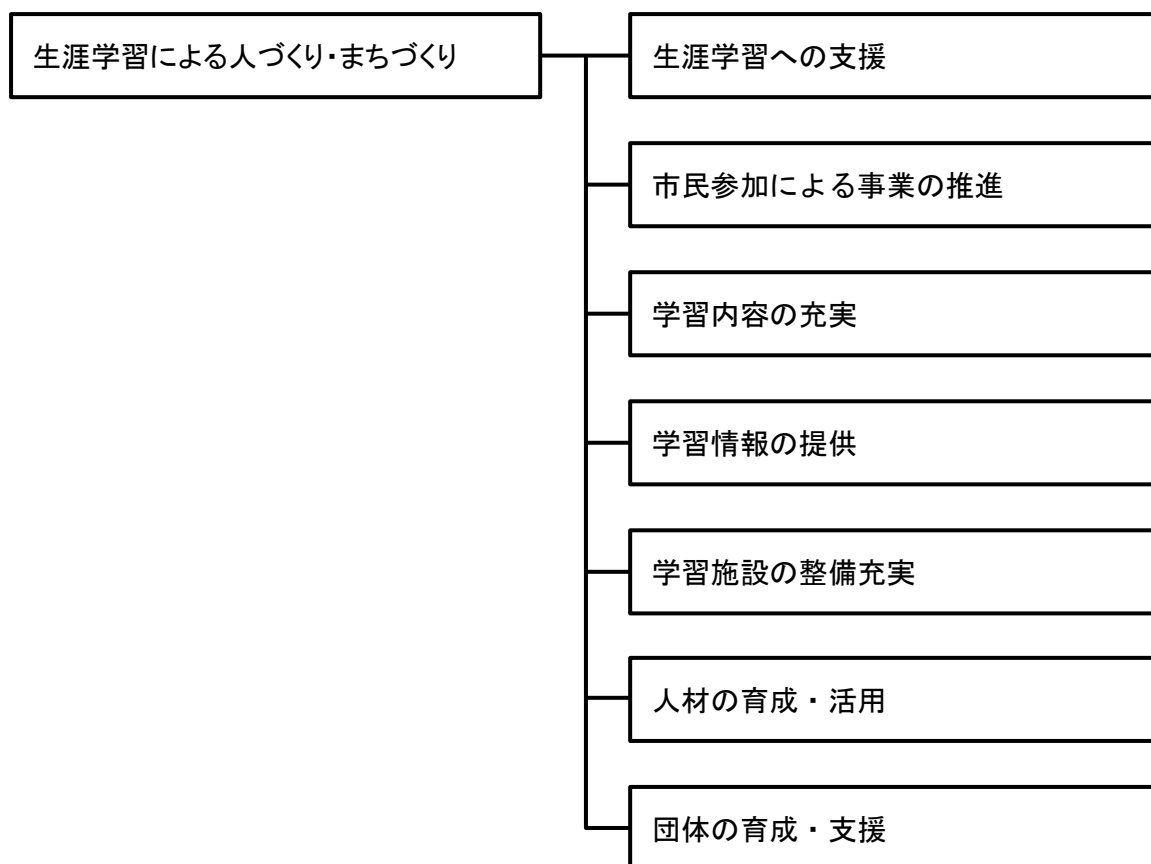 生涯学習による人づくり・まちづくり
生涯学習への支援
市民参加による事業の推進
学習内容の充実
学習情報の提供
学習施設の整備充実
人材の育成・活用
団体の育成・支援